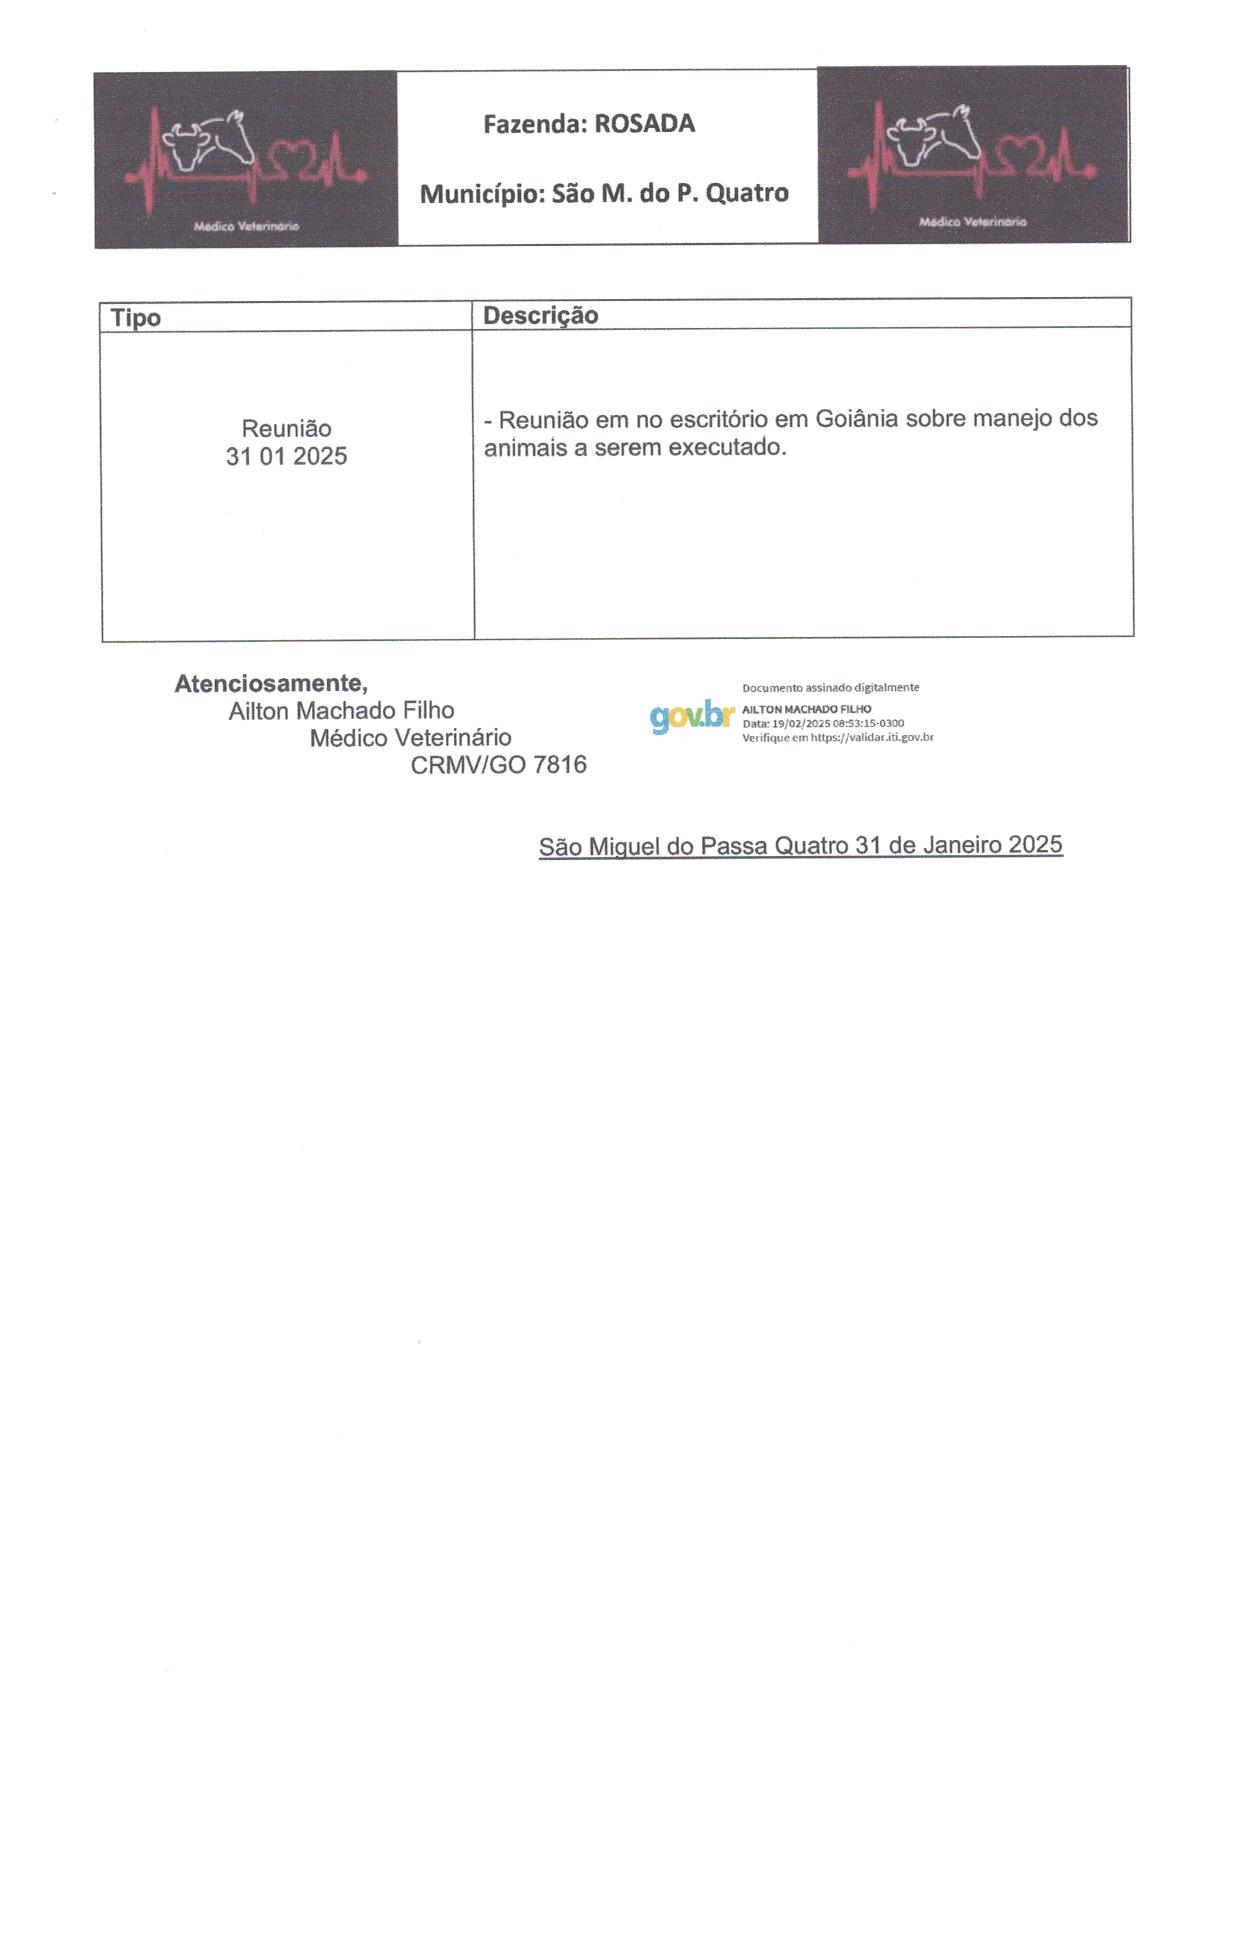 Médico Veterinário
Fazenda: ROSADA
Município: São M. do P. Quatro
Médico Veterinário
Tipo
Descrição
Reunião
31 01 2025
- Reunião em no escritório em Goiânia sobre manejo dos
animais a serem executado.
Atenciosamente,
Ailton Machado Filho
Médico Veterinário
CRMV/GO 7816
gov.br
Documento assinado digitalmente
AILTON MACHADO FILHO
Data: 19/02/2025 08:53:15-0300
Verifique em https://validar.iti.gov.br
São Miguel do Passa Quatro 31 de Janeiro 2025